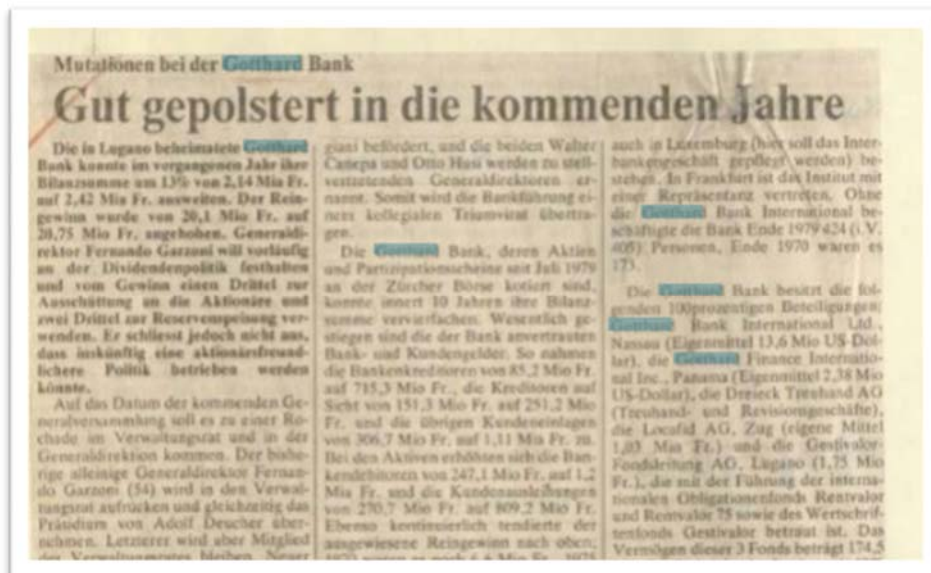 Mutationen bei der Gotthard Bank
Gut gepolstert in die kommenden Jahre
Die in Lugano beheimatete Gotthard
Bank konnte im vergangenen Jahr ihre
Bilanzsumme um 13% von 2,14 Mia Fr.
auf 2,42 Mia Fr. ausweiten. Der Rein-
gewinn wurde von 20,1 Mio Fr. auf
20,75 Mio Fr. angehoben. Generaldi-
rektor Fernando Garzoni will vorläufig
an der Dividendenpolitik festhalten
und vom Gewinn einen Drittel zur
Ausschüttung an die Aktionäre und
zwei Drittel zur Reservenspeisung ver-
wenden. Er schliesst jedoch nicht aus,
dass inskünftig eine aktionärsfreund-
lichere Politik betrieben werden
könnte.
Auf das Datum der kommenden Ge-
neralversammlung soll es zu einer Ro-
chade im Verwaltungsrat und in der
Generaldirektion kommen. Der bishe-
rige alleinige Generaldirektor Fernan-
do Garzoni (54) wird in den Verwal-
tungsrat aufrücken und gleichzeitig das
Präsidium von Adolf Deucher über-
nehmen. Letzterer wird aber Mitglied
des Verwaltungsrates bleiben. Neuer
giani befördert, und die beiden Walter
Canepa und Otto Hasi werden zu stell-
vertretenden Generaldirektoren er-
nannt. Somit wird die Bankführung ei-
nem kollegialen Triumvirat übertra-
gen.
Die Gotthard Bank, deren Aktien
und Partizipationsscheine seit Juli 1979
an der Zürcher Börse kotiert sind,
konnte innert 10 Jahren ihre Bilanz-
summe vervierfachen. Wesentlich ge-
stiegen sind die der Bank anvertrauten
Bank- und Kundengelder. So nahmen
die Bankenkreditoren von 85,2 Mio Fr.
auf 715,3 Mio Fr., die Kreditoren auf
Sicht von 151,3 Mio Fr. auf 251,2 Mio
Fr. und die übrigen Kundeneinlagen
von 306,7 Mio Fr. auf 1,11 Mio Fr. zu.
Bei den Aktiven erhöhten sich die Ban-
kendebitoren von 247,1 Mio Fr. auf 1,2
Mia Fr. und die Kundenausleihungen
von 270,7 Mio Fr. auf 809,2 Mio Fr.
Ebenso kontinuierlich tendierte der
ausgewiesene Reingewinn nach oben;
auch in Luxemburg (hier soll das Inter-
bankengeschäft gepflegt werden) be-
stehen. In Frankfurt ist das Institut mit
einer Repräsentanz vertreten. Ohne
die Gotthard Bank International be-
schäftigte die Bank Ende 1979 424 (i.V.
405) Personen, Ende 1970 waren es
173.
Die Gotthard Bank besitzt die fol-
genden 100prozentigen Beteiligungen:
Gotthard Bank International Ltd.,
Nassau (Eigenmittel 13,6 Mio US-Dol-
lar), die Gotthard Finance Internatio-
nal Inc., Panama (Eigenmittel 2,38 Mio
US-Dollar), die Dreieck Treuhand AG
(Treuhand- und Revisionsgeschäfte),
die Locafid AG, Zug (eigene Mittel
1,03 Mio Fr.) und die Gestivalor-
Fondsleitung AG, Lugano (1,75 Mio
Fr.), die mit der Führung der interna-
tionalen Obligationenfonds Rentvalor
und Rentvalor 75 sowie des Wertschrif-
tenfonds Gestivalor betraut ist. Das
Vermögen dieser 3 Fonds beträgt 174,5